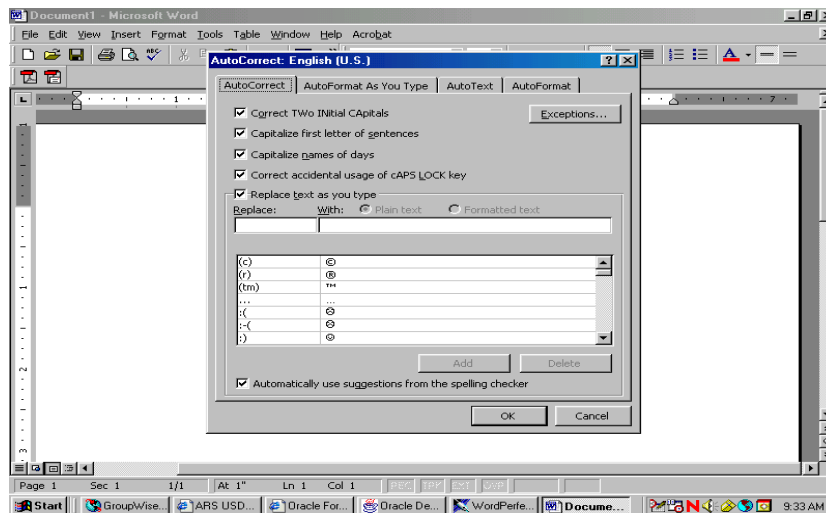 Document1 - Microsoft Word
File Edit View Insert Format Tools Table Window Help Acrobat
AutoCorrect: English (U.S.)
AutoCorrect AutoFormat As You Type AutoText AutoFormat
Correct TWo INitial CApitals
Exceptions...
Capitalize first letter of sentences
Capitalize names of days
Correct accidental usage of cAPS LOCK key
Replace text as you type
Replace: With: Plain text Formatted text
(c) ©
(r) ®
(tm) ™
... ...
:( ☹
:-( ☹
:) ☺
Add Delete
Automatically use suggestions from the spelling checker
OK Cancel
Page 1 Sec 1 1/1 At 1" Ln 1 Col 1 REC TRK EXT OVR
Start GroupWise... ARS USD... Oracle For... Oracle De... WordPerfe... Docume... 9:33 AM